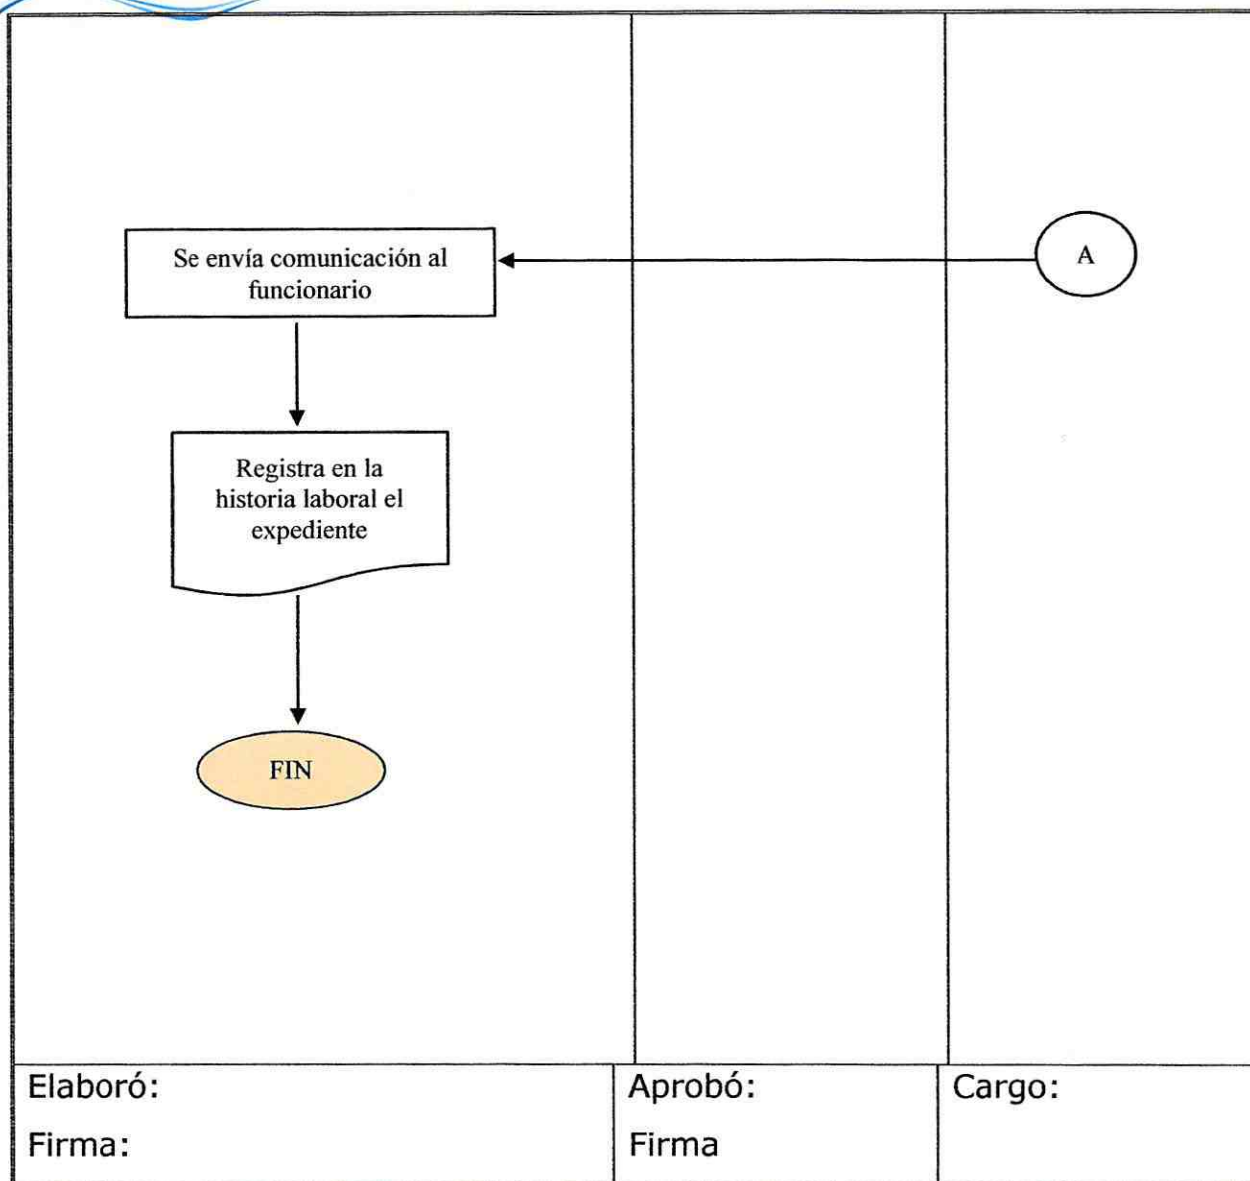 Se envía comunicación al
funcionario
A
Registra en la
historia laboral el
expediente
FIN
Elaboró:
Firma:
Aprobó:
Firma
Cargo: